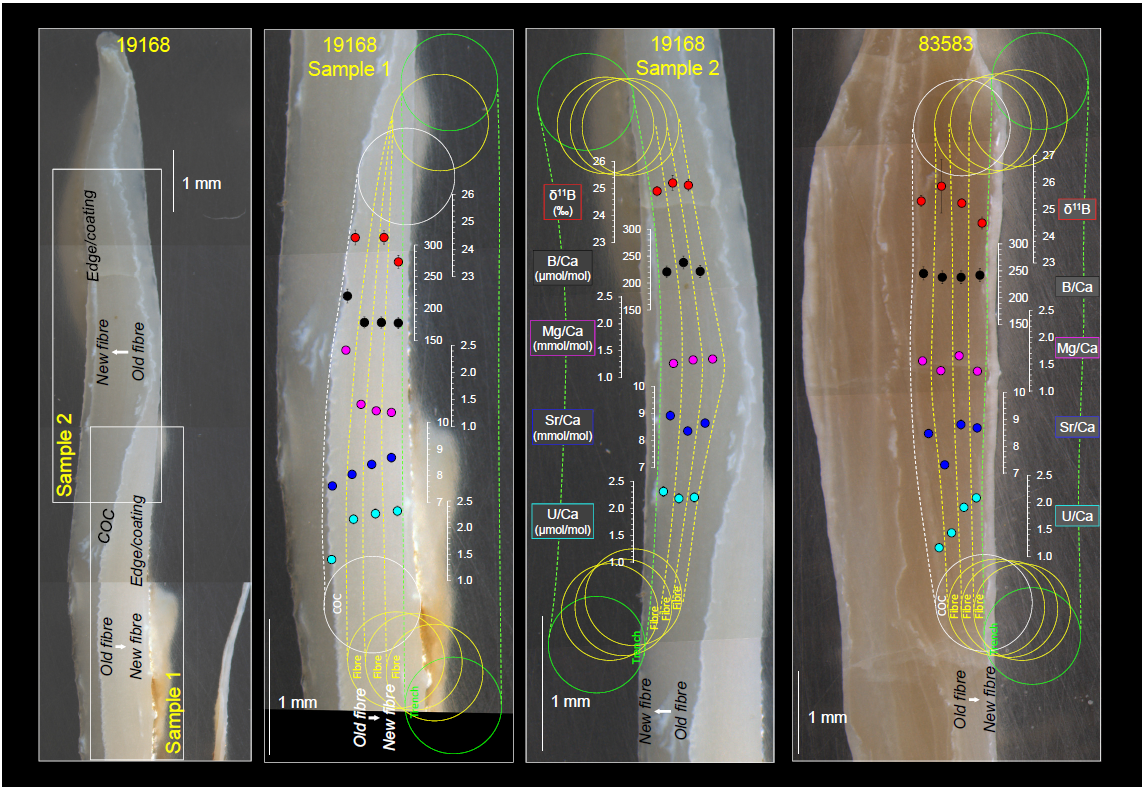 19168
1 mm
Edge/coating
New fibre
Old fibre
Sample 2
COC
Edge/coating
Old fibre
New fibre
Sample 1
19168
Sample 1
26
25
24
23
300
250
200
150
2.5
2.0
1.5
1.0
10
9
8
7
2.5
2.0
1.5
1.0
COC
Fibre
Fibre
Fibre
Trench
1 mm
Old fibre
New fibre
19168
Sample 2
26
25
24
23
δ¹¹B
(‰)
300
250
200
150
B/Ca
(µmol/mol)
2.5
2.0
1.5
1.0
Mg/Ca
(mmol/mol)
10
9
8
7
Sr/Ca
(mmol/mol)
2.5
2.0
1.5
1.0
U/Ca
(µmol/mol)
Fibre
Fibre
Fibre
Trench
1 mm
New fibre
Old fibre
83583
27
26
25
24
23
δ¹¹B
300
250
200
150
B/Ca
2.5
2.0
1.5
1.0
Mg/Ca
10
9
8
7
Sr/Ca
2.5
2.0
1.5
1.0
U/Ca
COC
Fibre
Fibre
Fibre
Trench
Old fibre
New fibre
1 mm